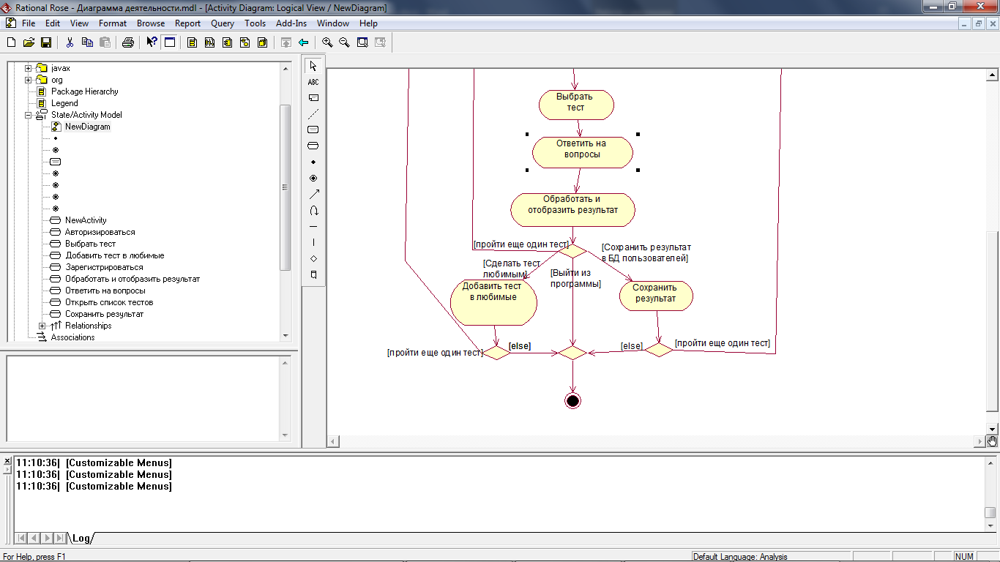 Rational Rose - Диаграмма деятельности.mdl - [Activity Diagram: Logical View / NewDiagram]
File Edit View Format Browse Report Query Tools Add-Ins Window Help
javax
org
Package Hierarchy
Legend
State/Activity Model
NewDiagram
NewActivity
Авторизироваться
Выбрать тест
Добавить тест в любимые
Зарегистрироваться
Обработать и отобразить результат
Ответить на вопросы
Открыть список тестов
Сохранить результат
Relationships
Associations
ABC
Выбрать
тест
Ответить на
вопросы
Обработать и
отобразить результат
[пройти еще один тест]
[Сохранить результат
в БД пользователей]
[Сделать тест
любимым]
[Выйти из
программы]
Добавить тест
в любимые
Сохранить
результат
[пройти еще один тест]
[else]
[else]
[пройти еще один тест]
11:10:36| [Customizable Menus]
11:10:36| [Customizable Menus]
11:10:36| [Customizable Menus]
Log
For Help, press F1
Default Language: Analysis
NUM